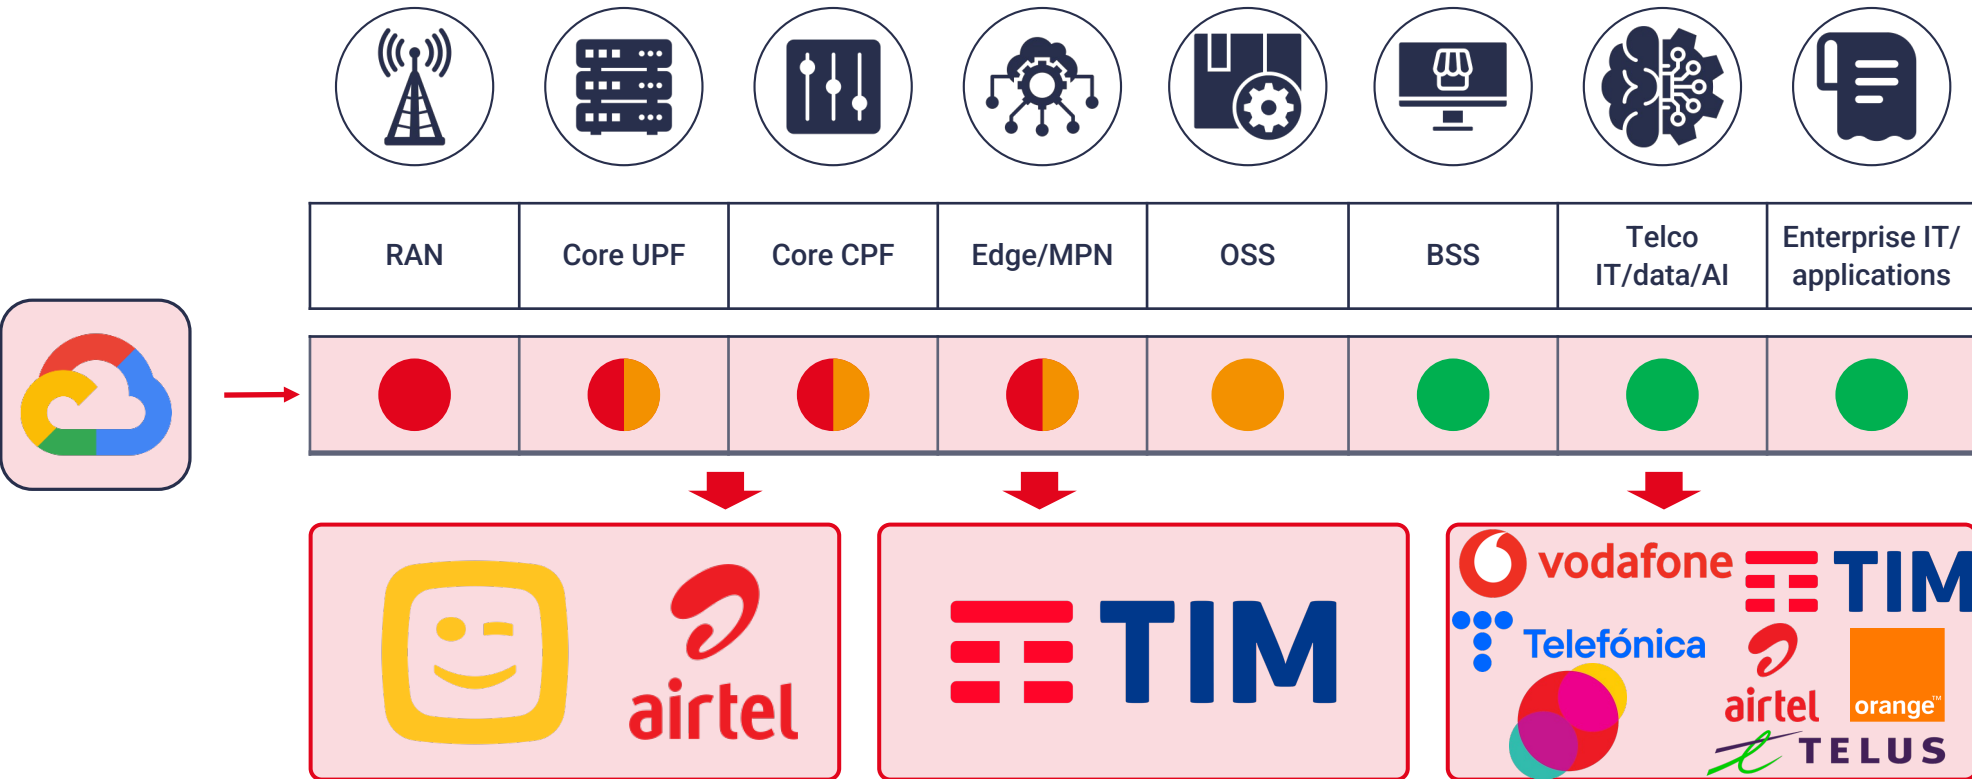 RAN
Core UPF
Core CPF
Edge/MPN
OSS
BSS
Telco
IT/data/AI
Enterprise IT/
applications
airtel
TIM
vodafone
TIM
Telefónica
airtel
orange™
TELUS